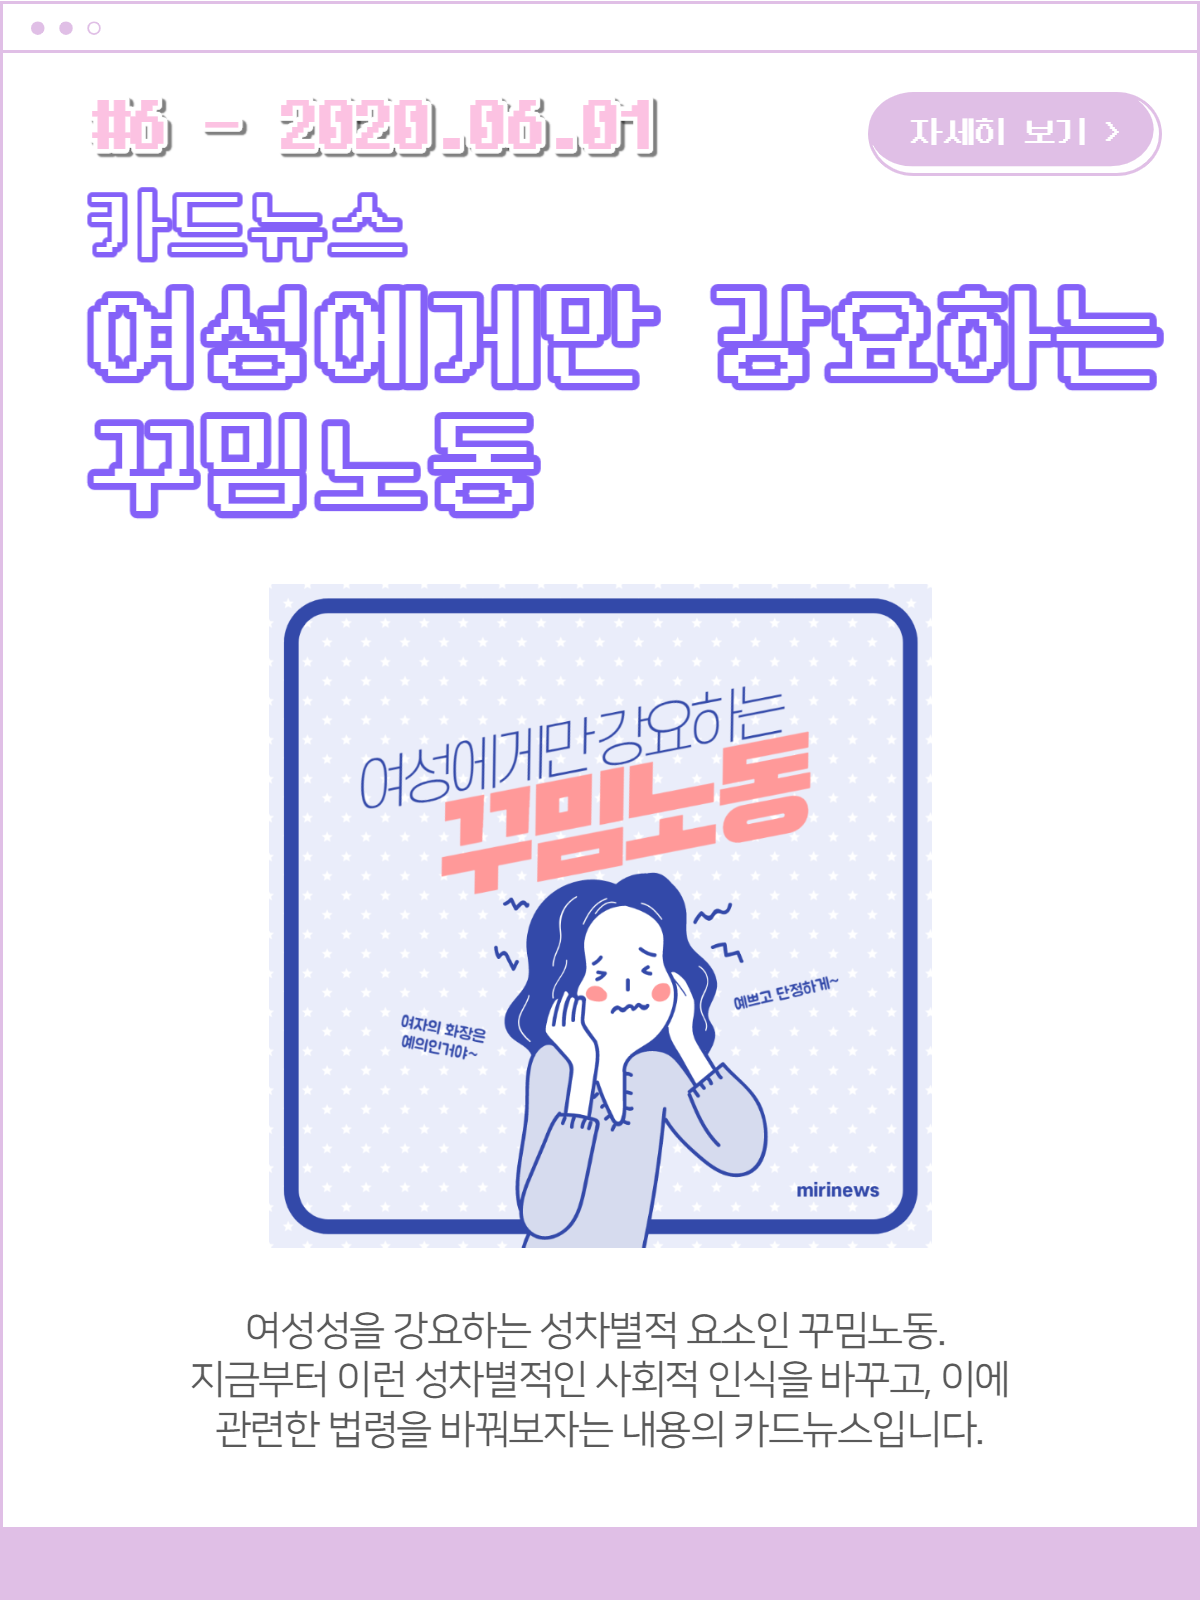 #6 - 2020.06.01
자세히 보기 >
카드뉴스
여성에게만 강요하는
꾸밈노동
여성에게만 강요하는
꾸밈노동
여자의 화장은
예의인거야~
예쁘고 단정하게~
mirinews
여성성을 강요하는 성차별적 요소인 꾸밈노동.
지금부터 이런 성차별적인 사회적 인식을 바꾸고, 이에
관련한 법령을 바꿔보자는 내용의 카드뉴스입니다.